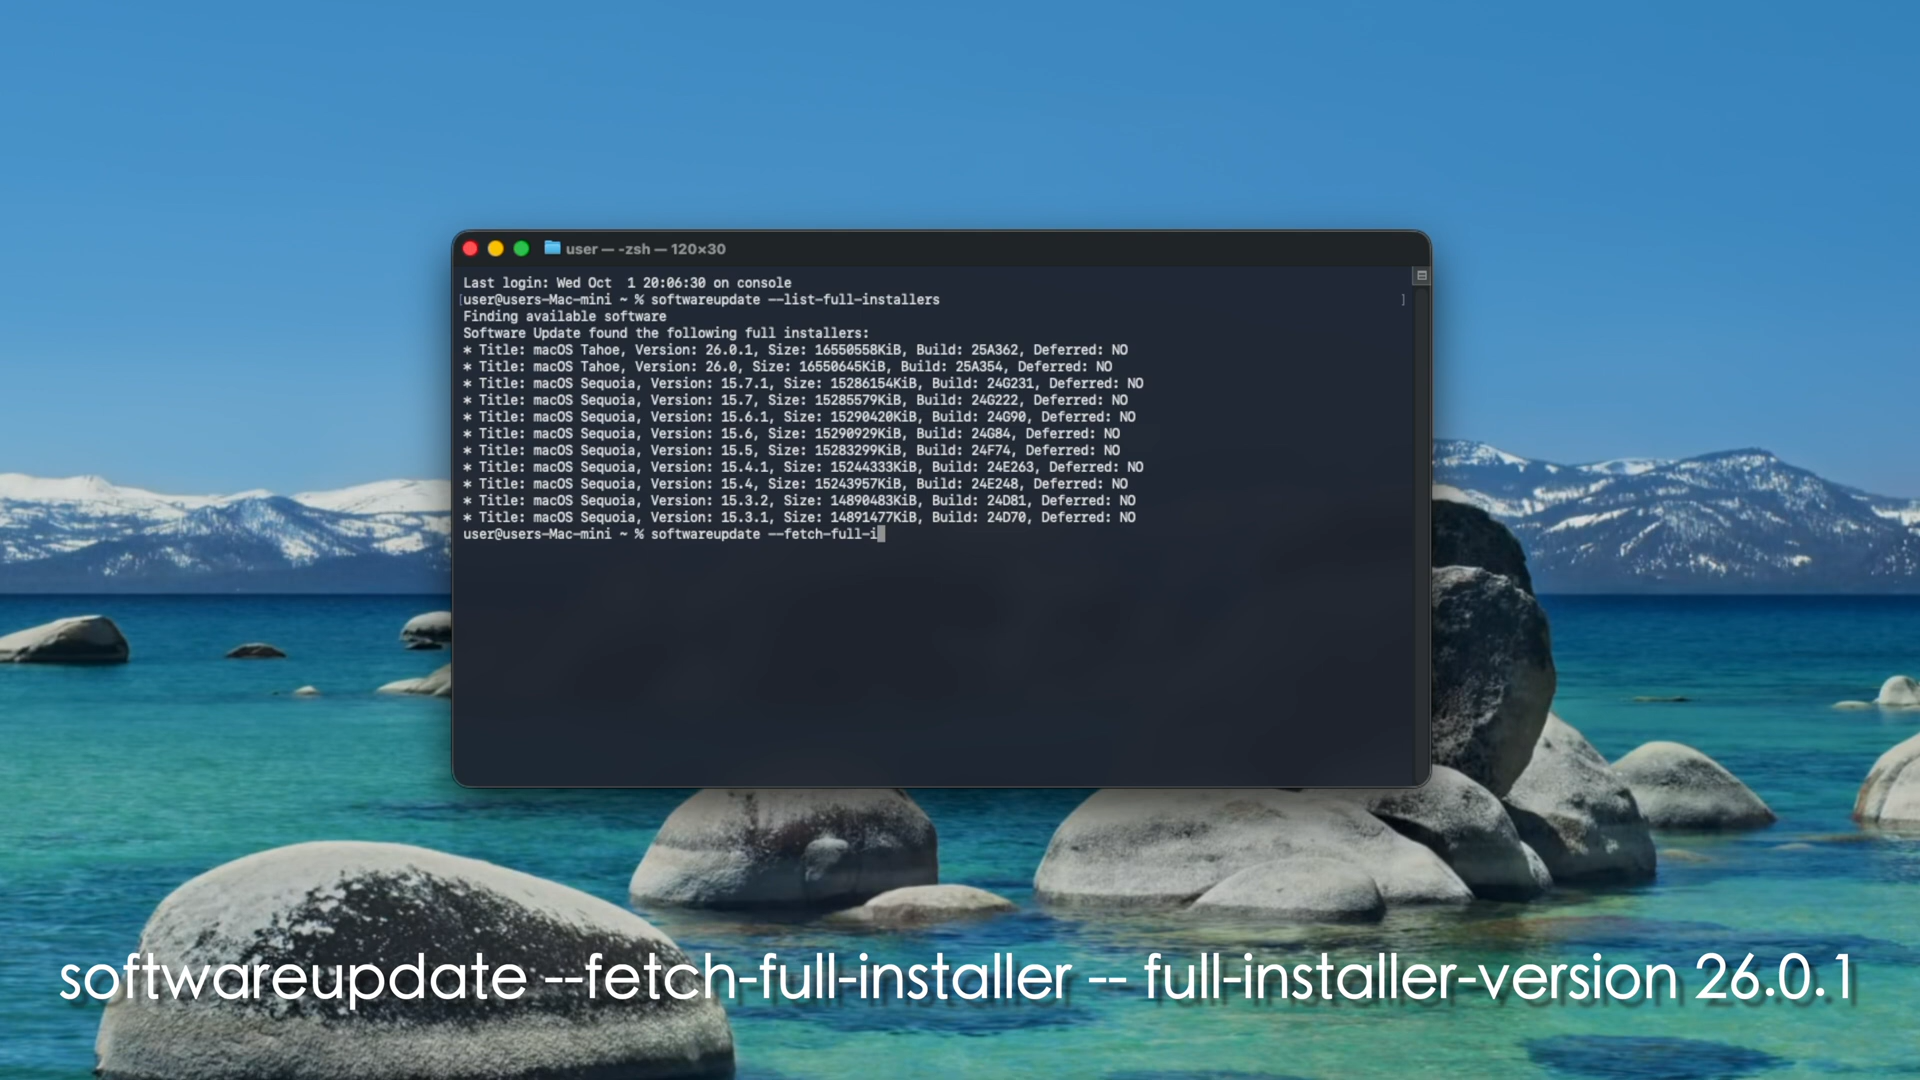 user — -zsh — 120×30
Last login: Wed Oct  1 20:06:30 on console
[user@users-Mac-mini ~ % softwareupdate --list-full-installers ]
Finding available software
Software Update found the following full installers:
* Title: macOS Tahoe, Version: 26.0.1, Size: 16550558KiB, Build: 25A362, Deferred: NO
* Title: macOS Tahoe, Version: 26.0, Size: 16550645KiB, Build: 25A354, Deferred: NO
* Title: macOS Sequoia, Version: 15.7.1, Size: 15286154KiB, Build: 24G231, Deferred: NO
* Title: macOS Sequoia, Version: 15.7, Size: 15285579KiB, Build: 24G222, Deferred: NO
* Title: macOS Sequoia, Version: 15.6.1, Size: 15290420KiB, Build: 24G90, Deferred: NO
* Title: macOS Sequoia, Version: 15.6, Size: 15290929KiB, Build: 24G84, Deferred: NO
* Title: macOS Sequoia, Version: 15.5, Size: 15283299KiB, Build: 24F74, Deferred: NO
* Title: macOS Sequoia, Version: 15.4.1, Size: 15244333KiB, Build: 24E263, Deferred: NO
* Title: macOS Sequoia, Version: 15.4, Size: 15243957KiB, Build: 24E248, Deferred: NO
* Title: macOS Sequoia, Version: 15.3.2, Size: 14890483KiB, Build: 24D81, Deferred: NO
* Title: macOS Sequoia, Version: 15.3.1, Size: 14891477KiB, Build: 24D70, Deferred: NO
user@users-Mac-mini ~ % softwareupdate --fetch-full-i
softwareupdate --fetch-full-installer -- full-installer-version 26.0.1